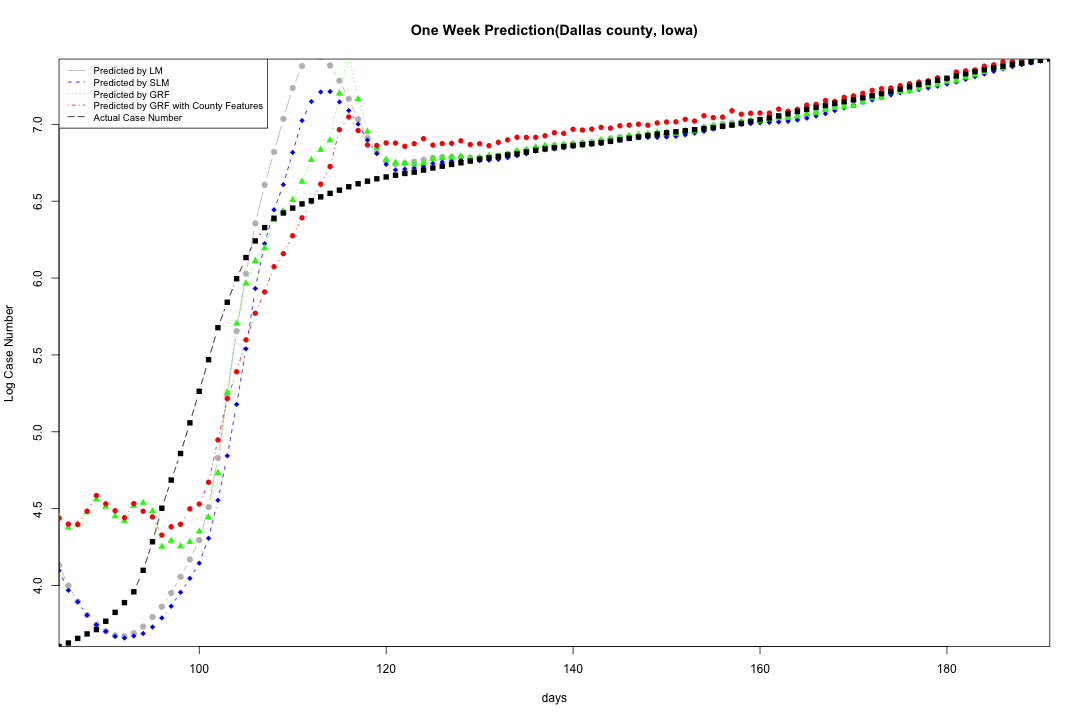 One Week Prediction(Dallas county, Iowa)
Predicted by LM
Predicted by SLM
Predicted by GRF
Predicted by GRF with County Features
Actual Case Number
7.0
6.5
6.0
5.5
5.0
4.5
4.0
Log Case Number
100 120 140 160 180
days